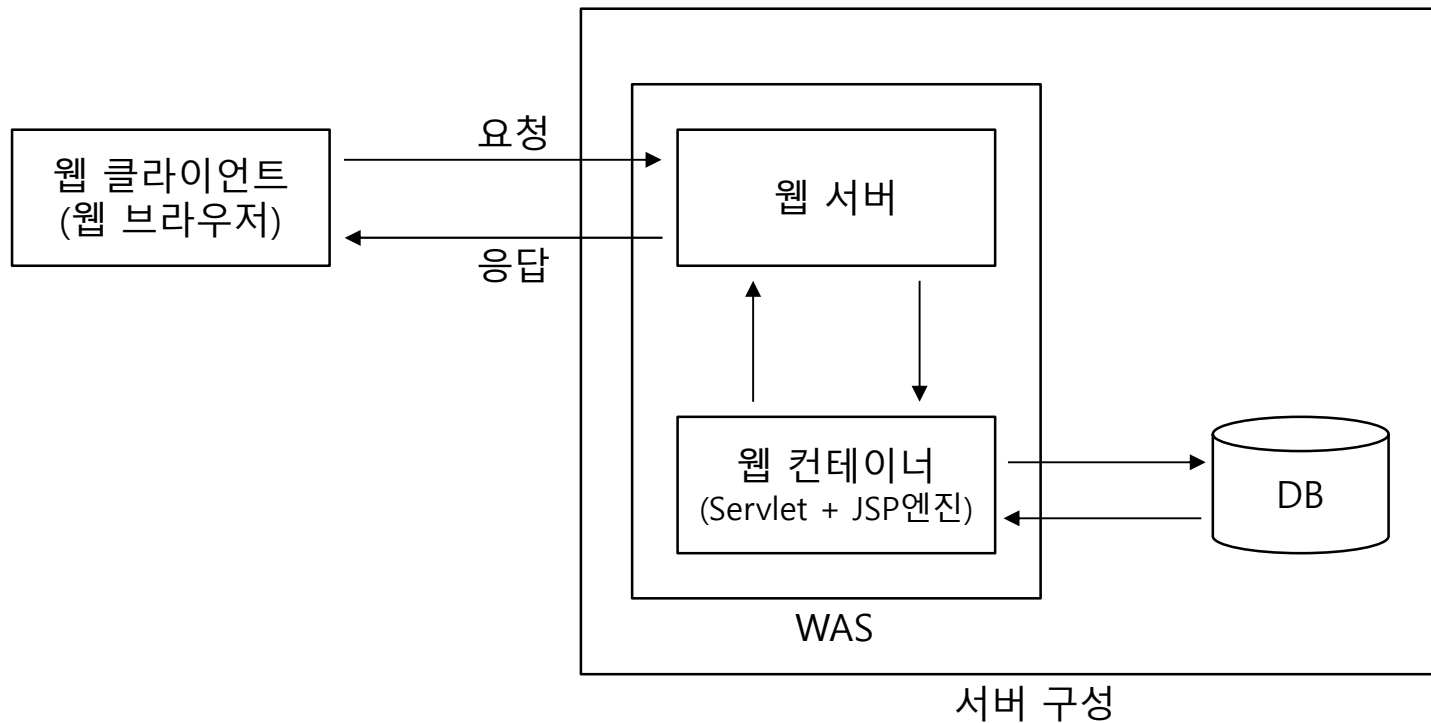 요청
웹 클라이언트
(웹 브라우저)
웹 서버
응답
웹 컨테이너
(Servlet + JSP엔진)
DB
WAS
서버 구성